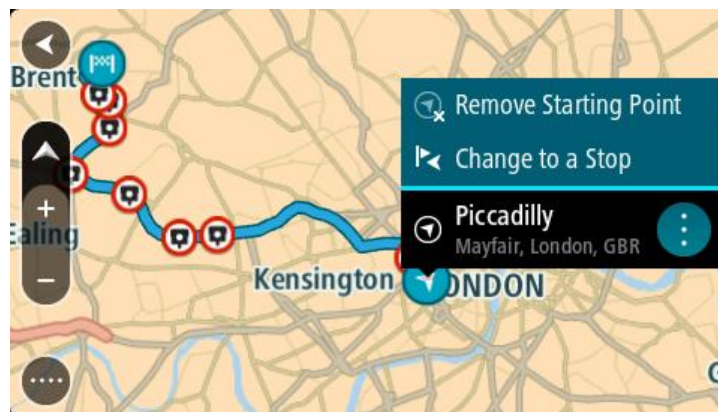 Brent
Remove Starting Point
Change to a Stop
Piccadilly
Mayfair, London, GBR
Ealing
Kensington
ONDON